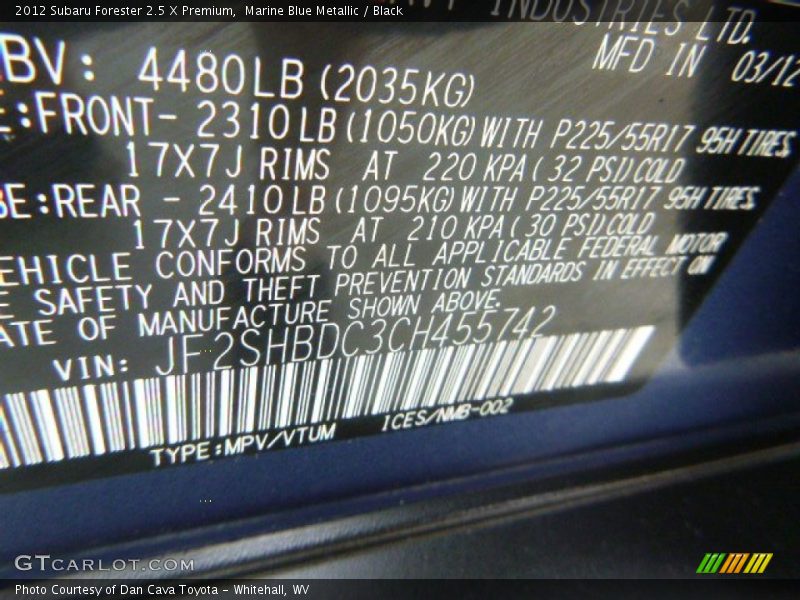 2012 Subaru Forester 2.5 X Premium, Marine Blue Metallic / Black
INDUSTRIES LTD.
MFD IN 03/12
BV: 4480LB (2035KG)
E:FRONT- 2310 LB (1050KG) WITH P225/55R17 95H TIRES
17X7J RIMS AT 220 KPA ( 32 PSI)COLD
BE:REAR - 2410 LB (1095KG) WITH P225/55R17 95H TIRES
17X7J RIMS AT 210 KPA ( 30 PSI)COLD
EHICLE CONFORMS TO ALL APPLICABLE FEDERAL MOTOR
E SAFETY AND THEFT PREVENTION STANDARDS IN EFFECT ON
ATE OF MANUFACTURE SHOWN ABOVE.
VIN: JF2SHBDC3CH455742
TYPE:MPV/VTUM ICES/NMB-002
GTCARLOT.COM
Photo Courtesy of Dan Cava Toyota - Whitehall, WV